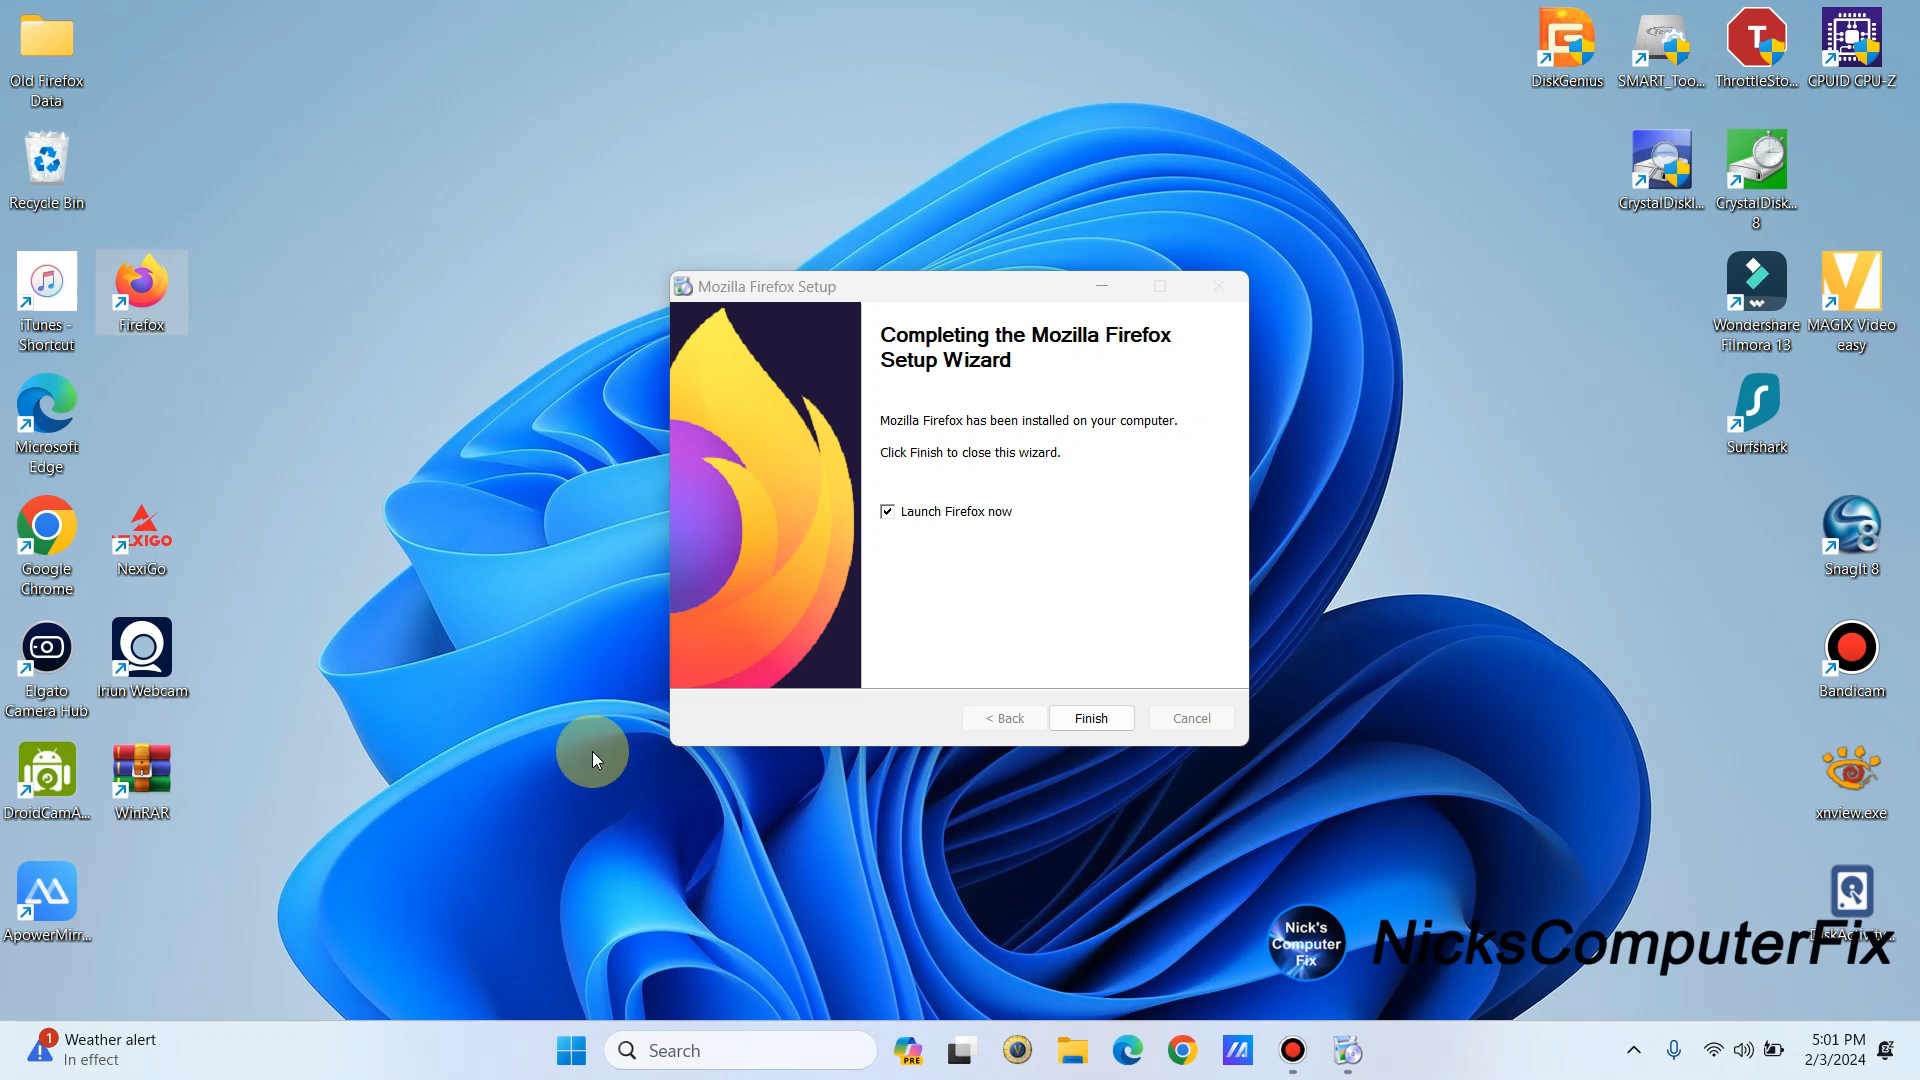 Old Firefox
Data
Recycle Bin
iTunes -
Shortcut
Firefox
Microsoft
Edge
Google
Chrome
NEXIGO
NexiGo
Elgato
Camera Hub
Iriun Webcam
DroidCamA...
WinRAR
ApowerMirr...
Mozilla Firefox Setup
Completing the Mozilla Firefox
Setup Wizard
Mozilla Firefox has been installed on your computer.
Click Finish to close this wizard.
Launch Firefox now
< Back
Finish
Cancel
DiskGenius
SMART_Too...
T
ThrottleSto...
CPUID CPU-Z
CrystalDiskI...
CrystalDisk...
8
Wondershare
Filmora 13
MAGIX Video
easy
Surfshark
SnagIt 8
Bandicam
xnview.exe
DiskActivity...
Nick's
Computer
Fix
NicksComputerFix
1
Weather alert
In effect
Search
PRE
5:01 PM
2/3/2024